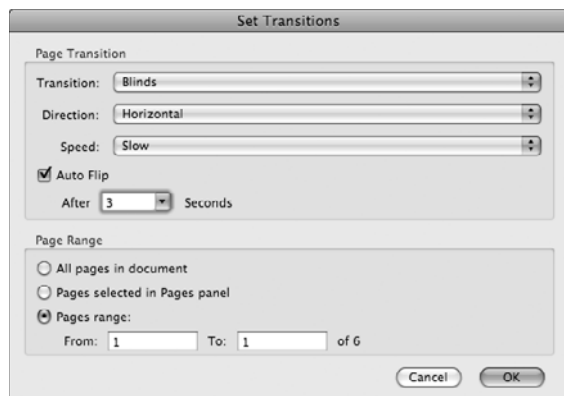 Set Transitions
Page Transition
Transition: Blinds
Direction: Horizontal
Speed: Slow
Auto Flip
After 3 Seconds
Page Range
All pages in document
Pages selected in Pages panel
Pages range:
From: 1 To: 1 of 6
Cancel OK